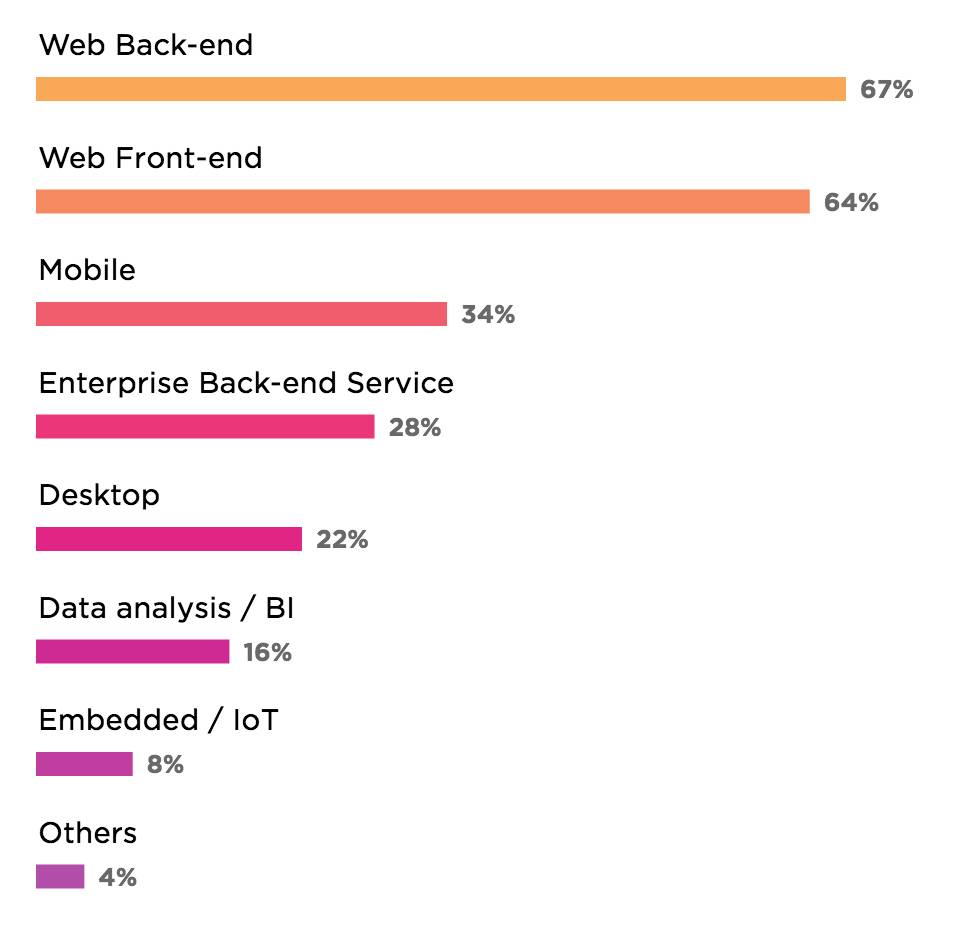 Web Back-end
67%
Web Front-end
64%
Mobile
34%
Enterprise Back-end Service
28%
Desktop
22%
Data analysis / BI
16%
Embedded / IoT
8%
Others
4%